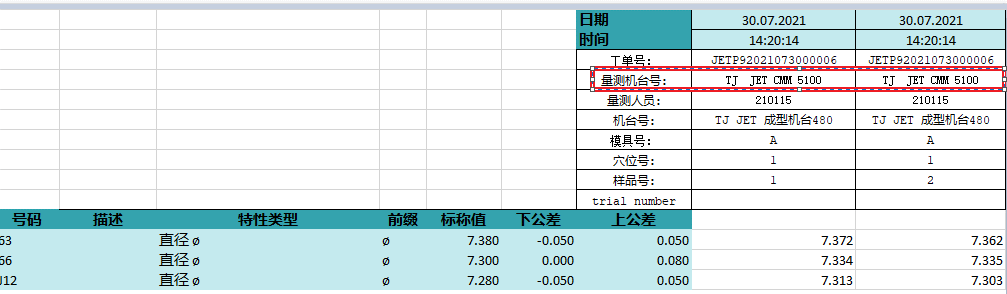 日期 30.07.2021 30.07.2021
时间 14:20:14 14:20:14
工单号: JETP92021073000006 JETP92021073000006
量测机台号: TJ JET CMM 5100 TJ JET CMM 5100
量测人员: 210115 210115
机台号: TJ JET 成型机台480 TJ JET 成型机台480
模具号: A A
穴位号: 1 1
样品号: 1 2
trial number
号码 描述 特性类型 前缀 标称值 下公差 上公差
63 直径 ø ø 7.380 -0.050 0.050 7.372 7.362
66 直径 ø ø 7.300 0.000 0.080 7.334 7.335
J12 直径 ø ø 7.280 -0.050 0.050 7.313 7.303